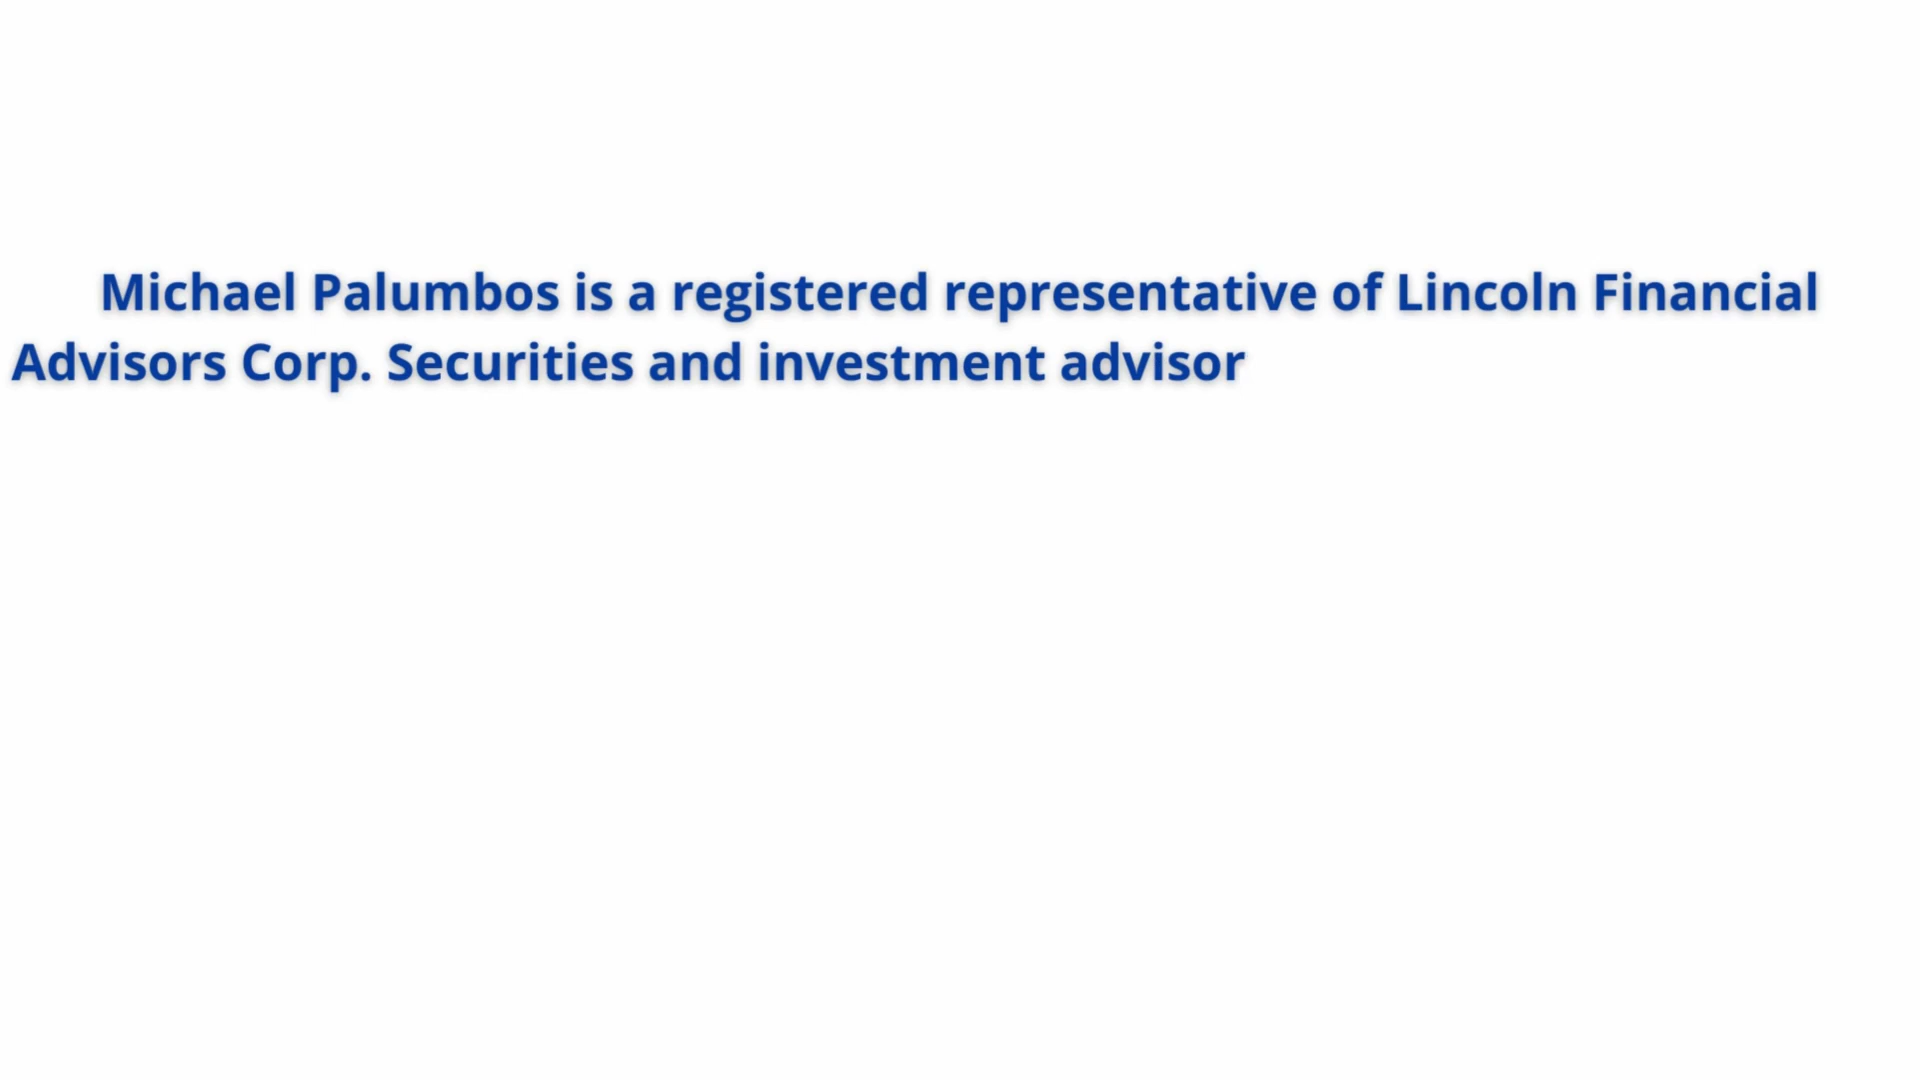 Michael Palumbos is a registered representative of Lincoln Financial
Advisors Corp. Securities and investment advisor